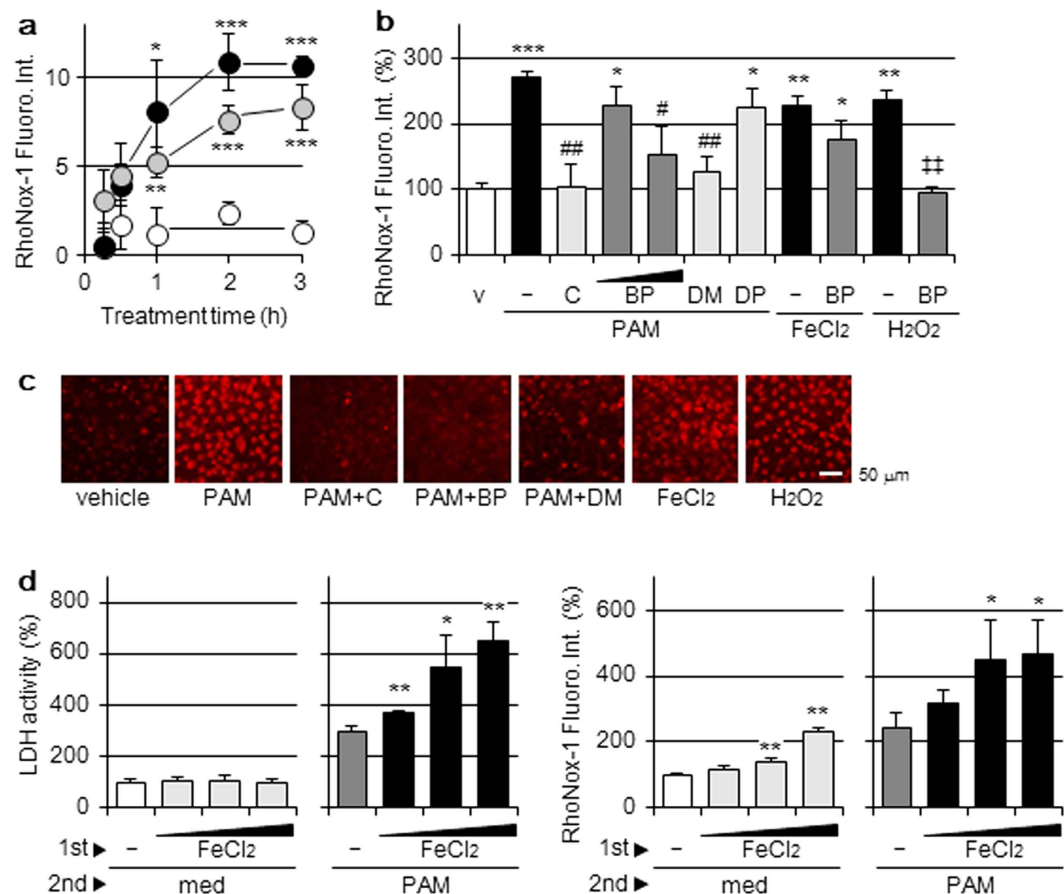 a
RhoNox-1 Fluoro. Int.
10
5
0
*
***
***
***
***
**
0 1 2 3
Treatment time (h)
b
RhoNox-1 Fluoro. Int. (%)
300
200
100
0
*** ## * # ## * ** * ** ‡‡
v – C BP DM DP – BP – BP
PAM FeCl2 H2O2
c
50 μm
vehicle PAM PAM+C PAM+BP PAM+DM FeCl2 H2O2
d
LDH activity (%)
800
600
400
200
0
** * **
RhoNox-1 Fluoro. Int. (%)
600
400
200
0
** **
* *
1st ► – FeCl2 – FeCl2
2nd ► med PAM
1st ► – FeCl2 – FeCl2
2nd ► med PAM